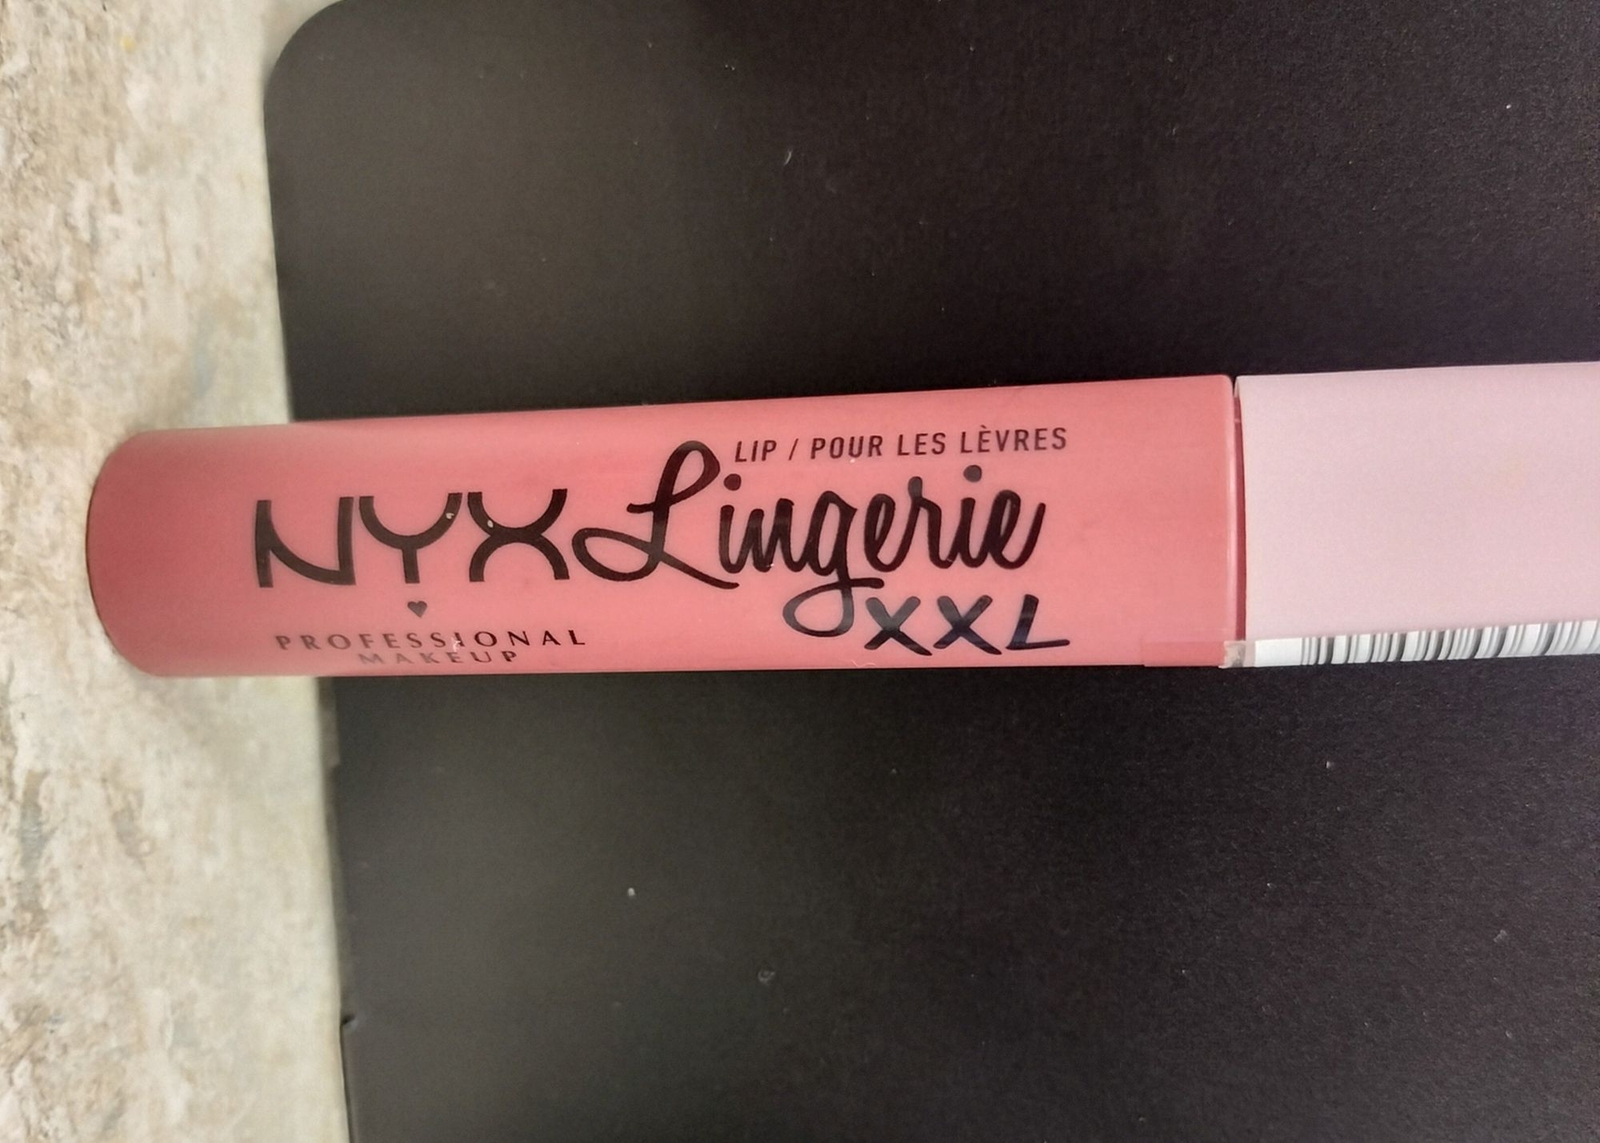 NYX
PROFESSIONAL
MAKEUP
LIP / POUR LES LÈVRES
Lingerie
XXL